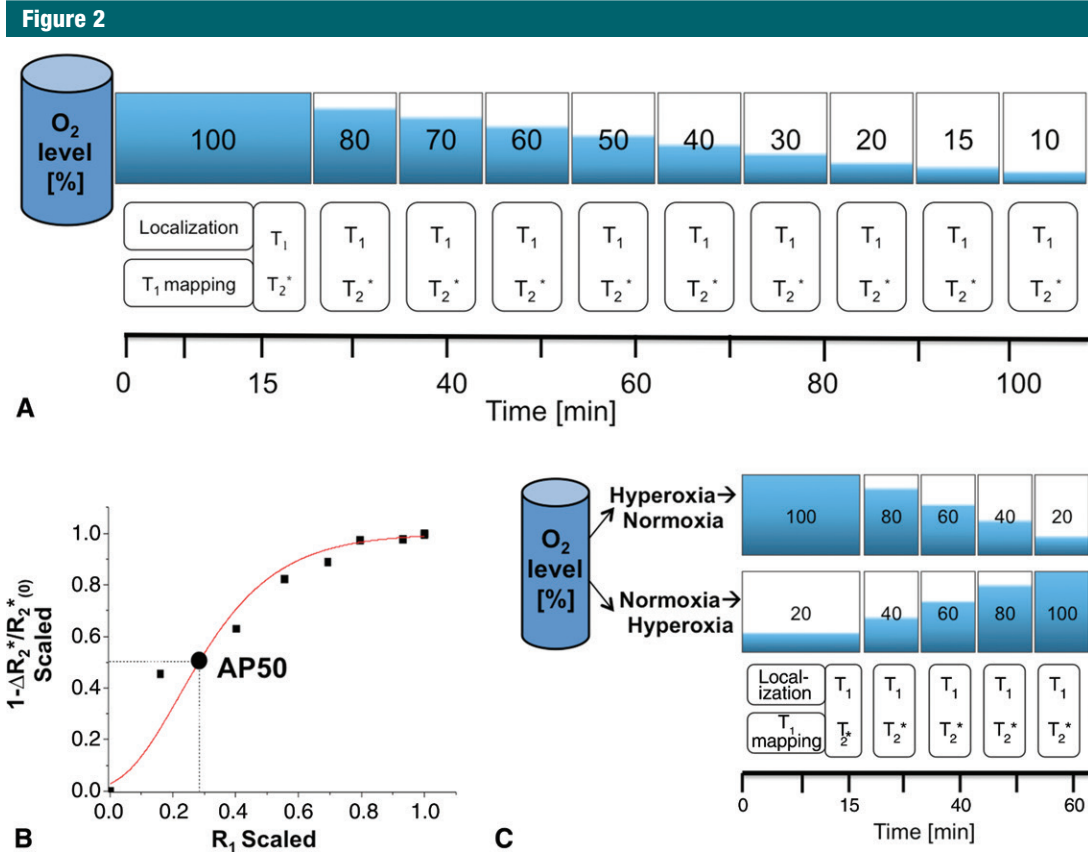 Figure 2
O₂ level [%]
100 80 70 60 50 40 30 20 15 10
Localization
T₁ mapping
T₁ T₁ T₁ T₁ T₁ T₁ T₁ T₁ T₁ T₁
T₂* T₂* T₂* T₂* T₂* T₂* T₂* T₂* T₂* T₂*
0 15 40 60 80 100
Time [min]
A
1-ΔR₂*/R₂*(0)
Scaled
1.0
0.8
0.6
0.4
0.2
0.0
AP50
0.0 0.2 0.4 0.6 0.8 1.0
R₁ Scaled
B
O₂
level
[%]
Hyperoxia→
Normoxia
100 80 60 40 20
Normoxia→
Hyperoxia
20 40 60 80 100
Local-
ization
T₁
mapping
T₁ T₁ T₁ T₁ T₁
T₂* T₂* T₂* T₂* T₂*
0 15 40 60
Time [min]
C